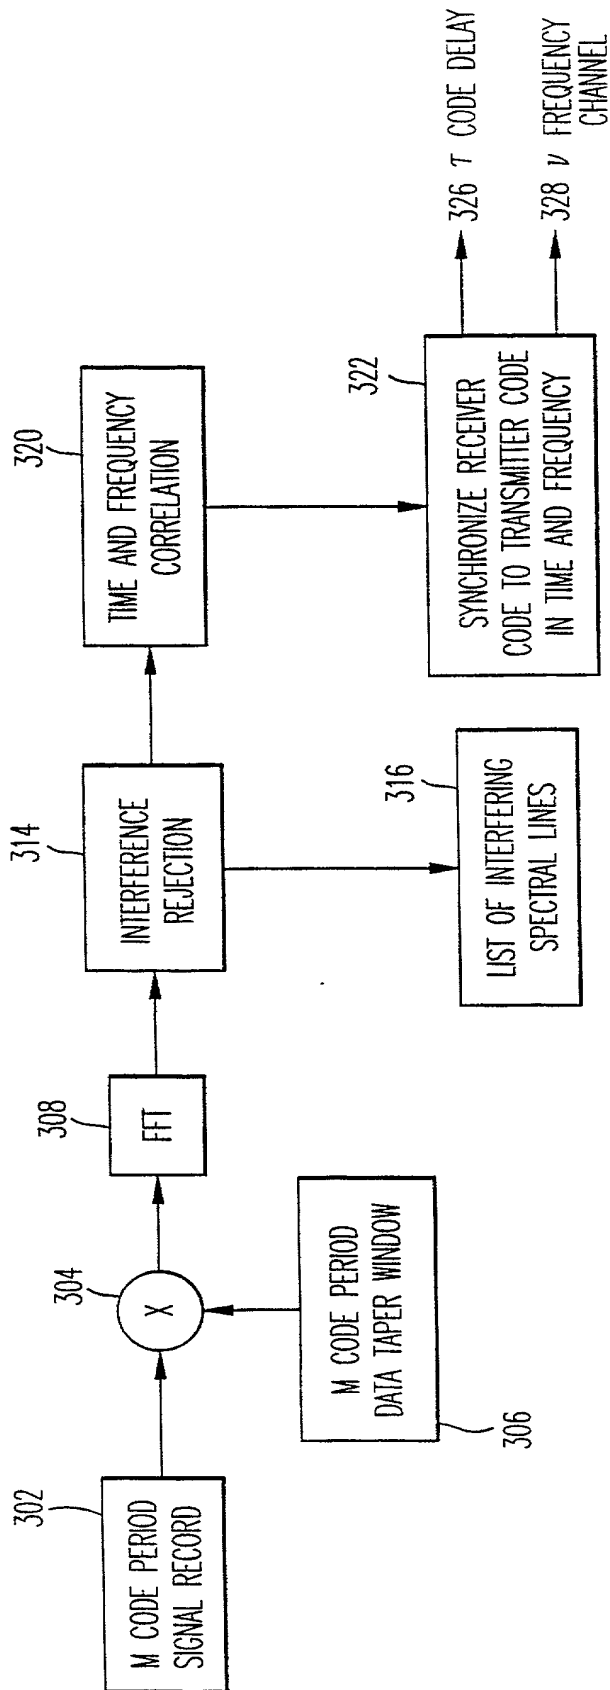 302
M CODE PERIOD
SIGNAL RECORD
304
X
M CODE PERIOD
DATA TAPER WINDOW
306
308
FFT
314
INTERFERENCE
REJECTION
316
LIST OF INTERFERING
SPECTRAL LINES
320
TIME AND FREQUENCY
CORRELATION
322
SYNCHRONIZE RECEIVER
CODE TO TRANSMITTER CODE
IN TIME AND FREQUENCY
326 τ CODE DELAY
328 ν FREQUENCY
CHANNEL